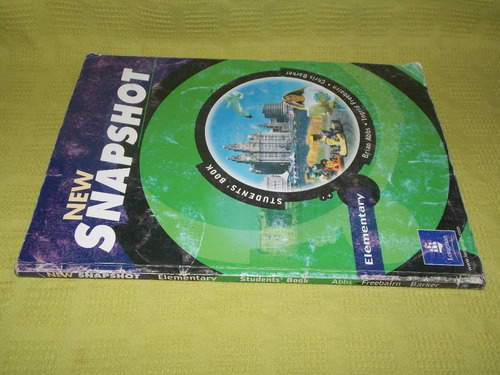 NEW
SNAPSHOT
STUDENTS' BOOK
Brian Abbs • Ingrid Freebairn • Chris Barker
Elementary
Longman
NEW SNAPSHOT Elementary Students' Book Abbs Freebairn Barker